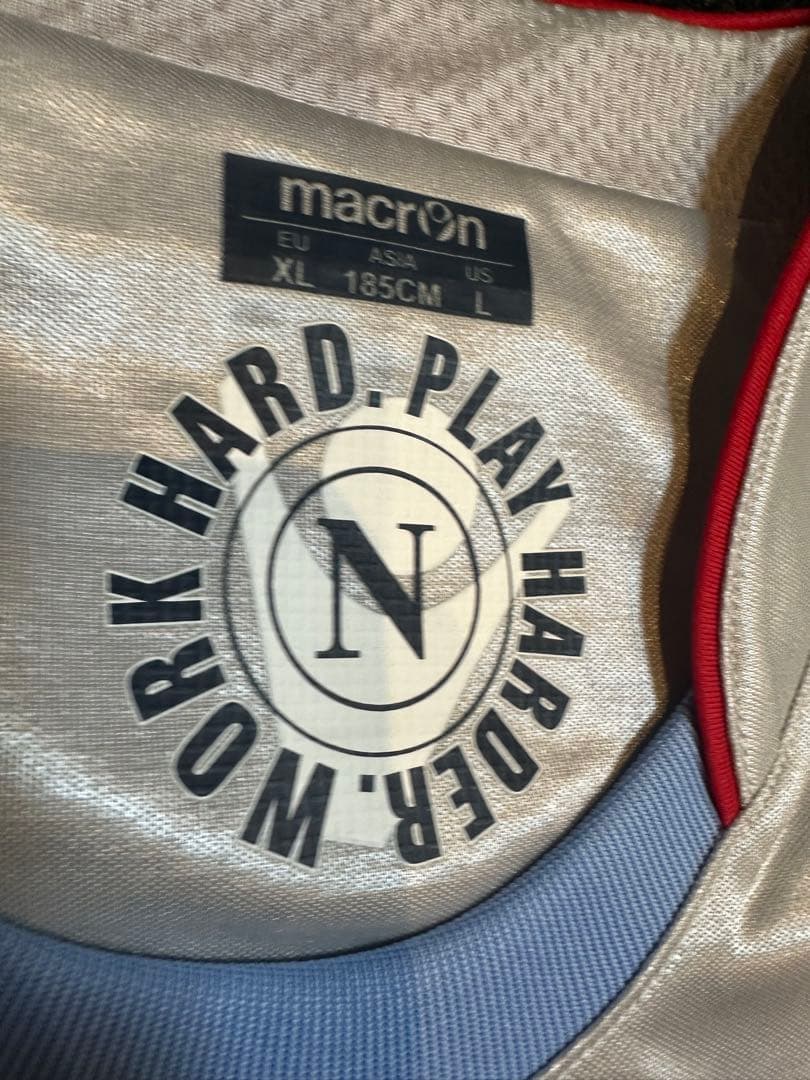 macron
EU ASIA US
XL 185CM L
WORK HARD. PLAY HARDER.
N